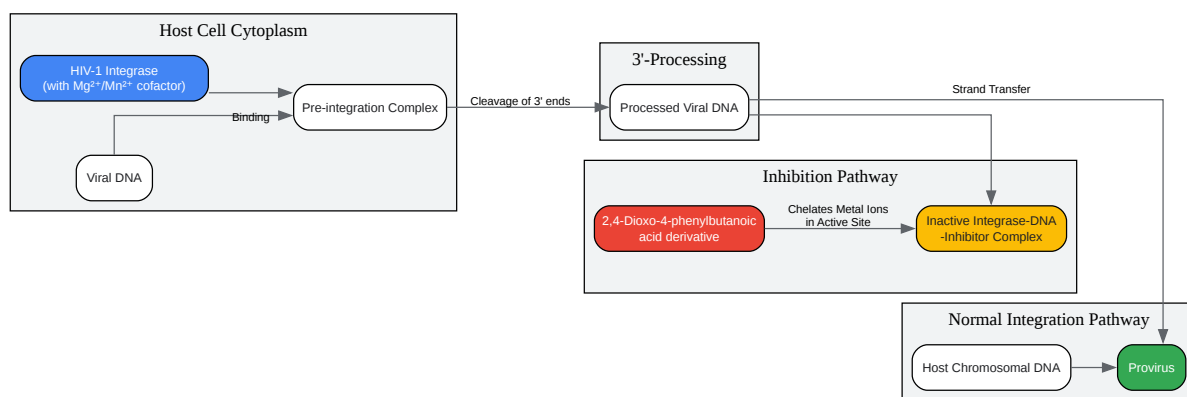 Host Cell Cytoplasm
HIV-1 Integrase
(with Mg²⁺/Mn²⁺ cofactor)
Binding
Pre-integration Complex
Viral DNA
Cleavage of 3' ends
3'-Processing
Processed Viral DNA
Strand Transfer
Inhibition Pathway
2,4-Dioxo-4-phenylbutanoic
acid derivative
Chelates Metal Ions
in Active Site
Inactive Integrase-DNA
-Inhibitor Complex
Normal Integration Pathway
Host Chromosomal DNA
Provirus